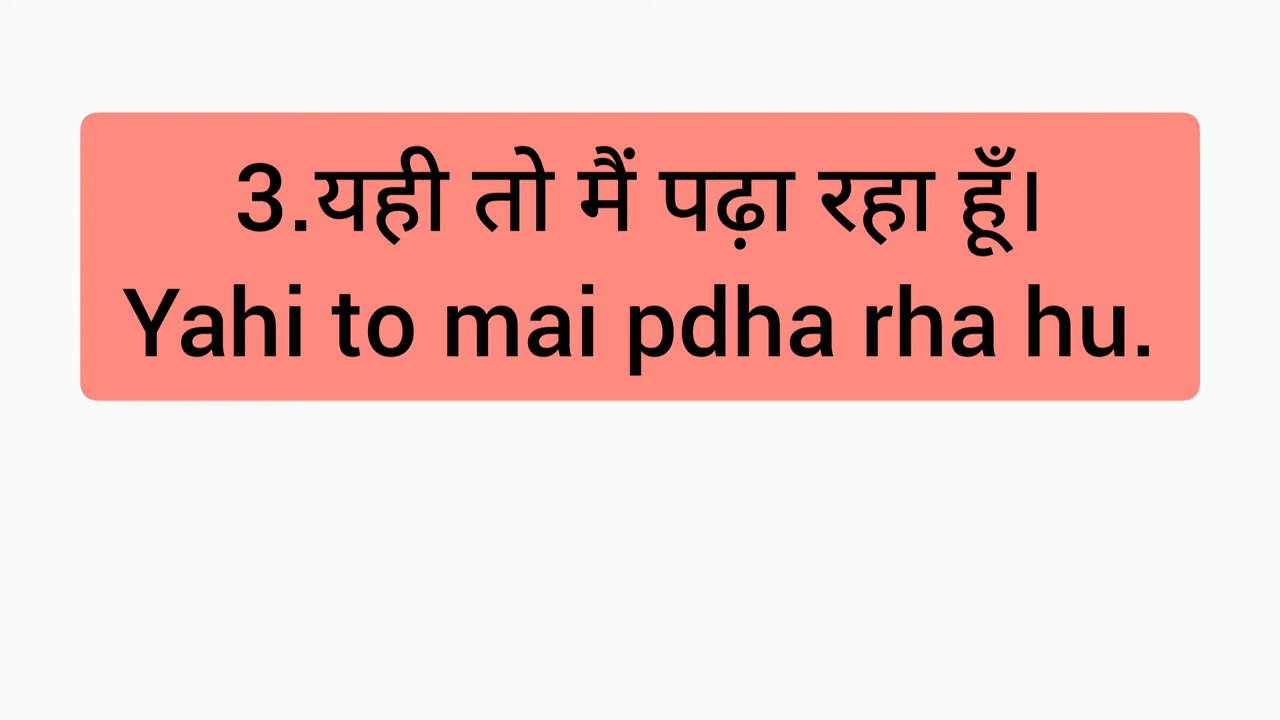 3.यही तो मैं पढ़ा रहा हूँ।
Yahi to mai pdha rha hu.